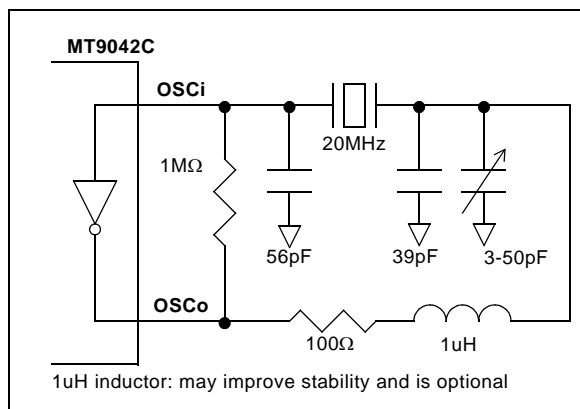 MT9042C
OSCi
20MHz
1MΩ
56pF
39pF
3-50pF
OSCo
100Ω
1uH
1uH inductor: may improve stability and is optional